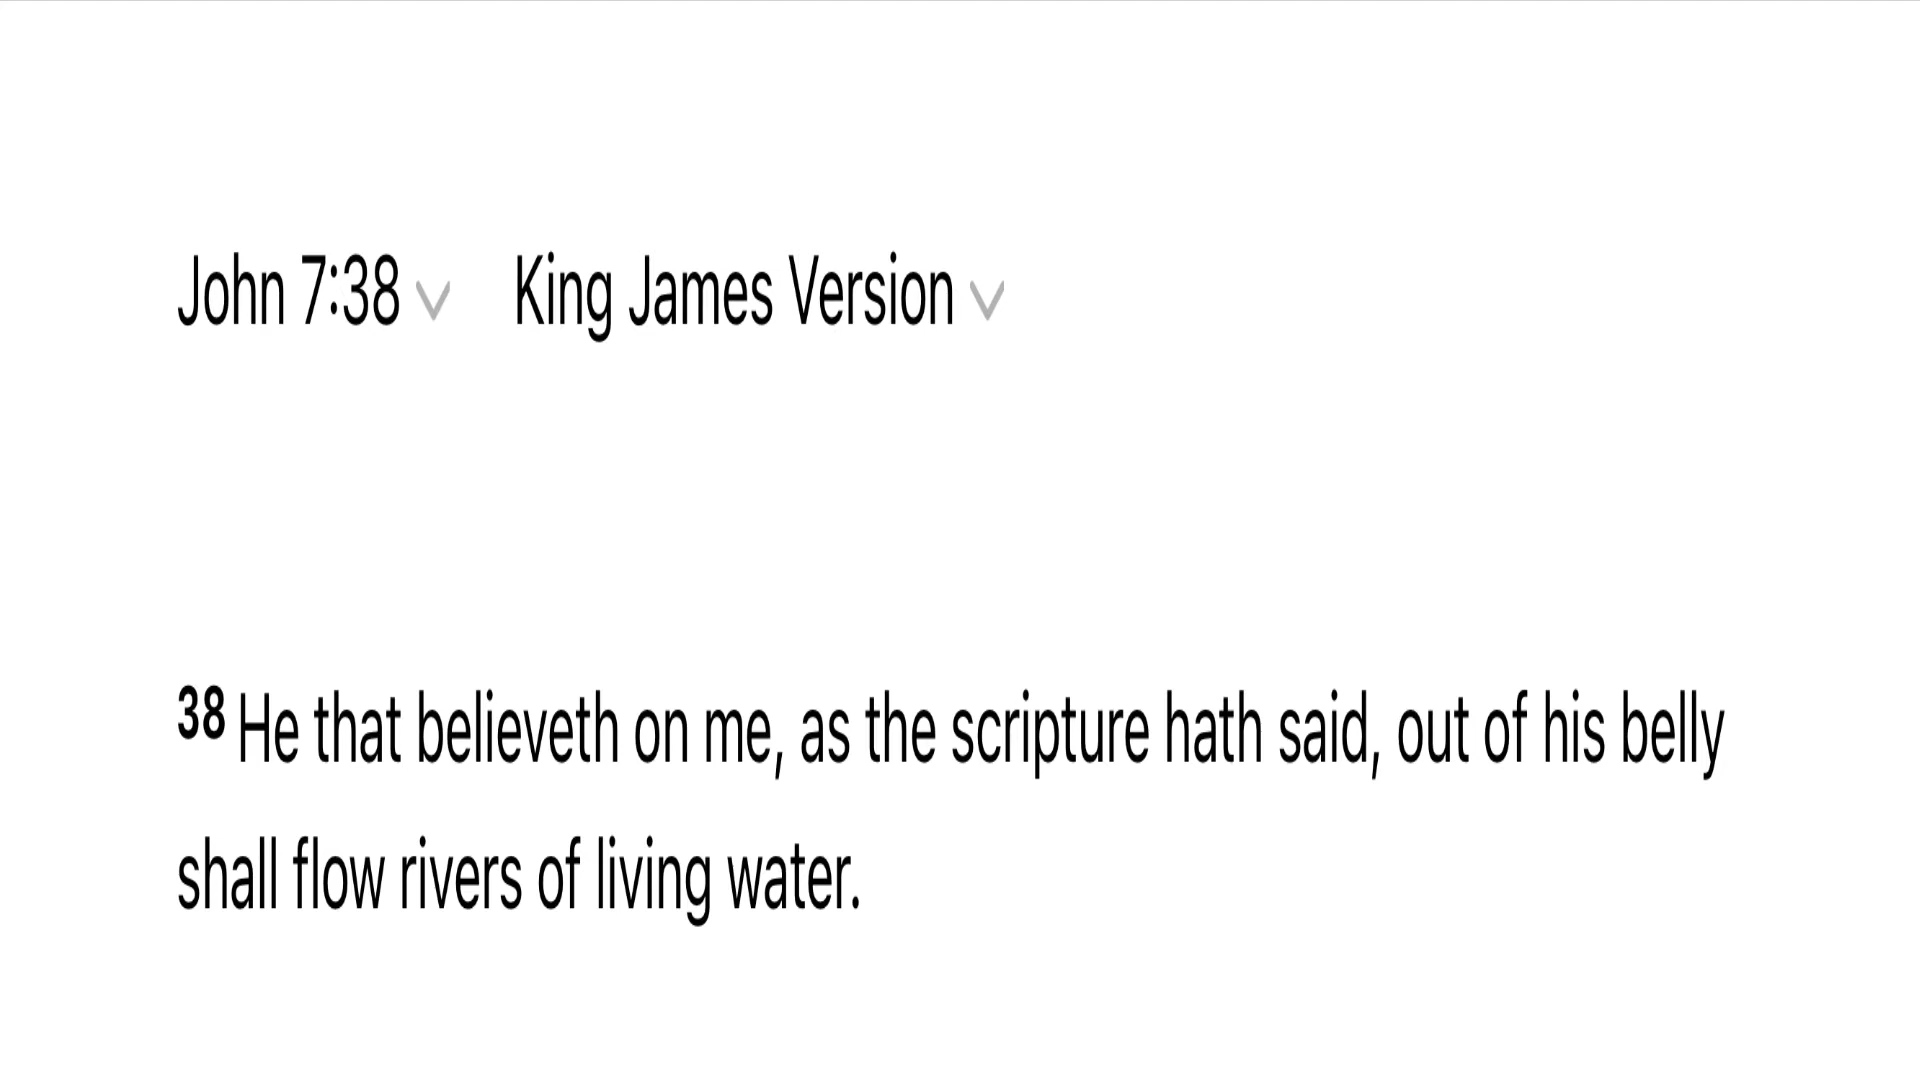 John 7:38 King James Version
38 He that believeth on me, as the scripture hath said, out of his belly
shall flow rivers of living water.